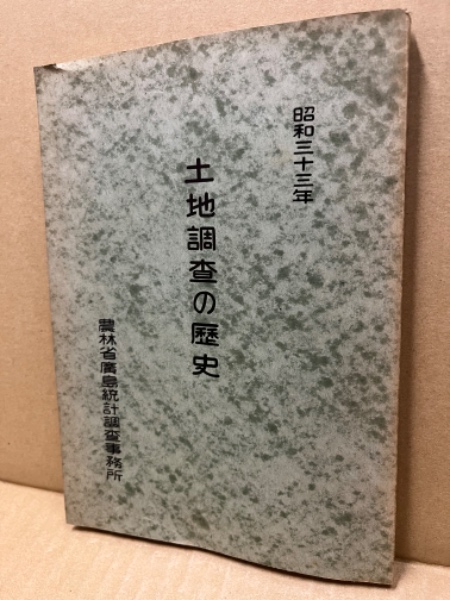 昭和三十三年
土地調査の歴史
農林省廣島統計調査事務所